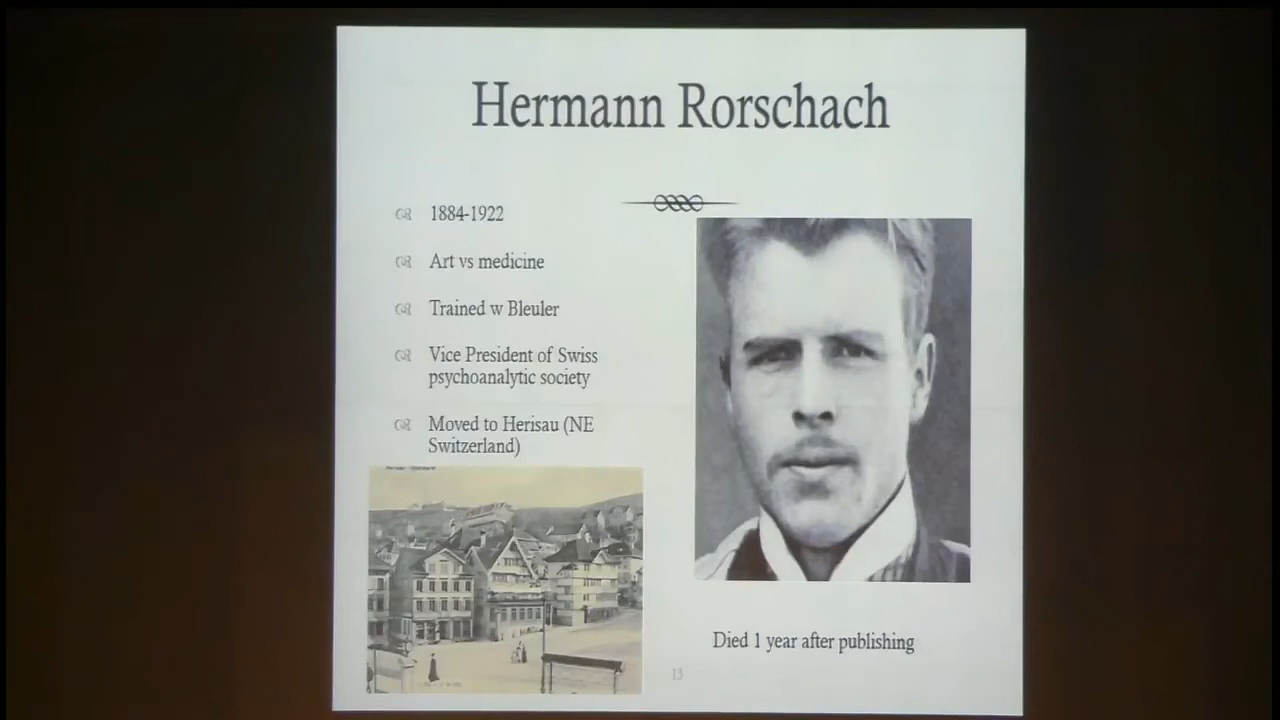 Hermann Rorschach
1884-1922
Art vs medicine
Trained w Bleuler
Vice President of Swiss
psychoanalytic society
Moved to Herisau (NE
Switzerland)
Died 1 year after publishing
13